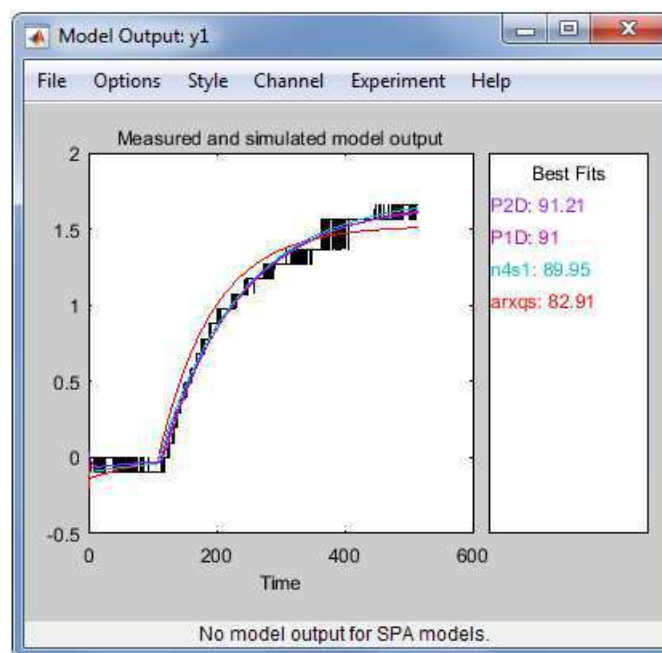 Model Output: y1
File Options Style Channel Experiment Help
Measured and simulated model output
2
1.5
1
0.5
0
-0.5
0 200 400 600
Time
Best Fits
P2D: 91.21
P1D: 91
n4s1: 89.95
arxqs: 82.91
No model output for SPA models.